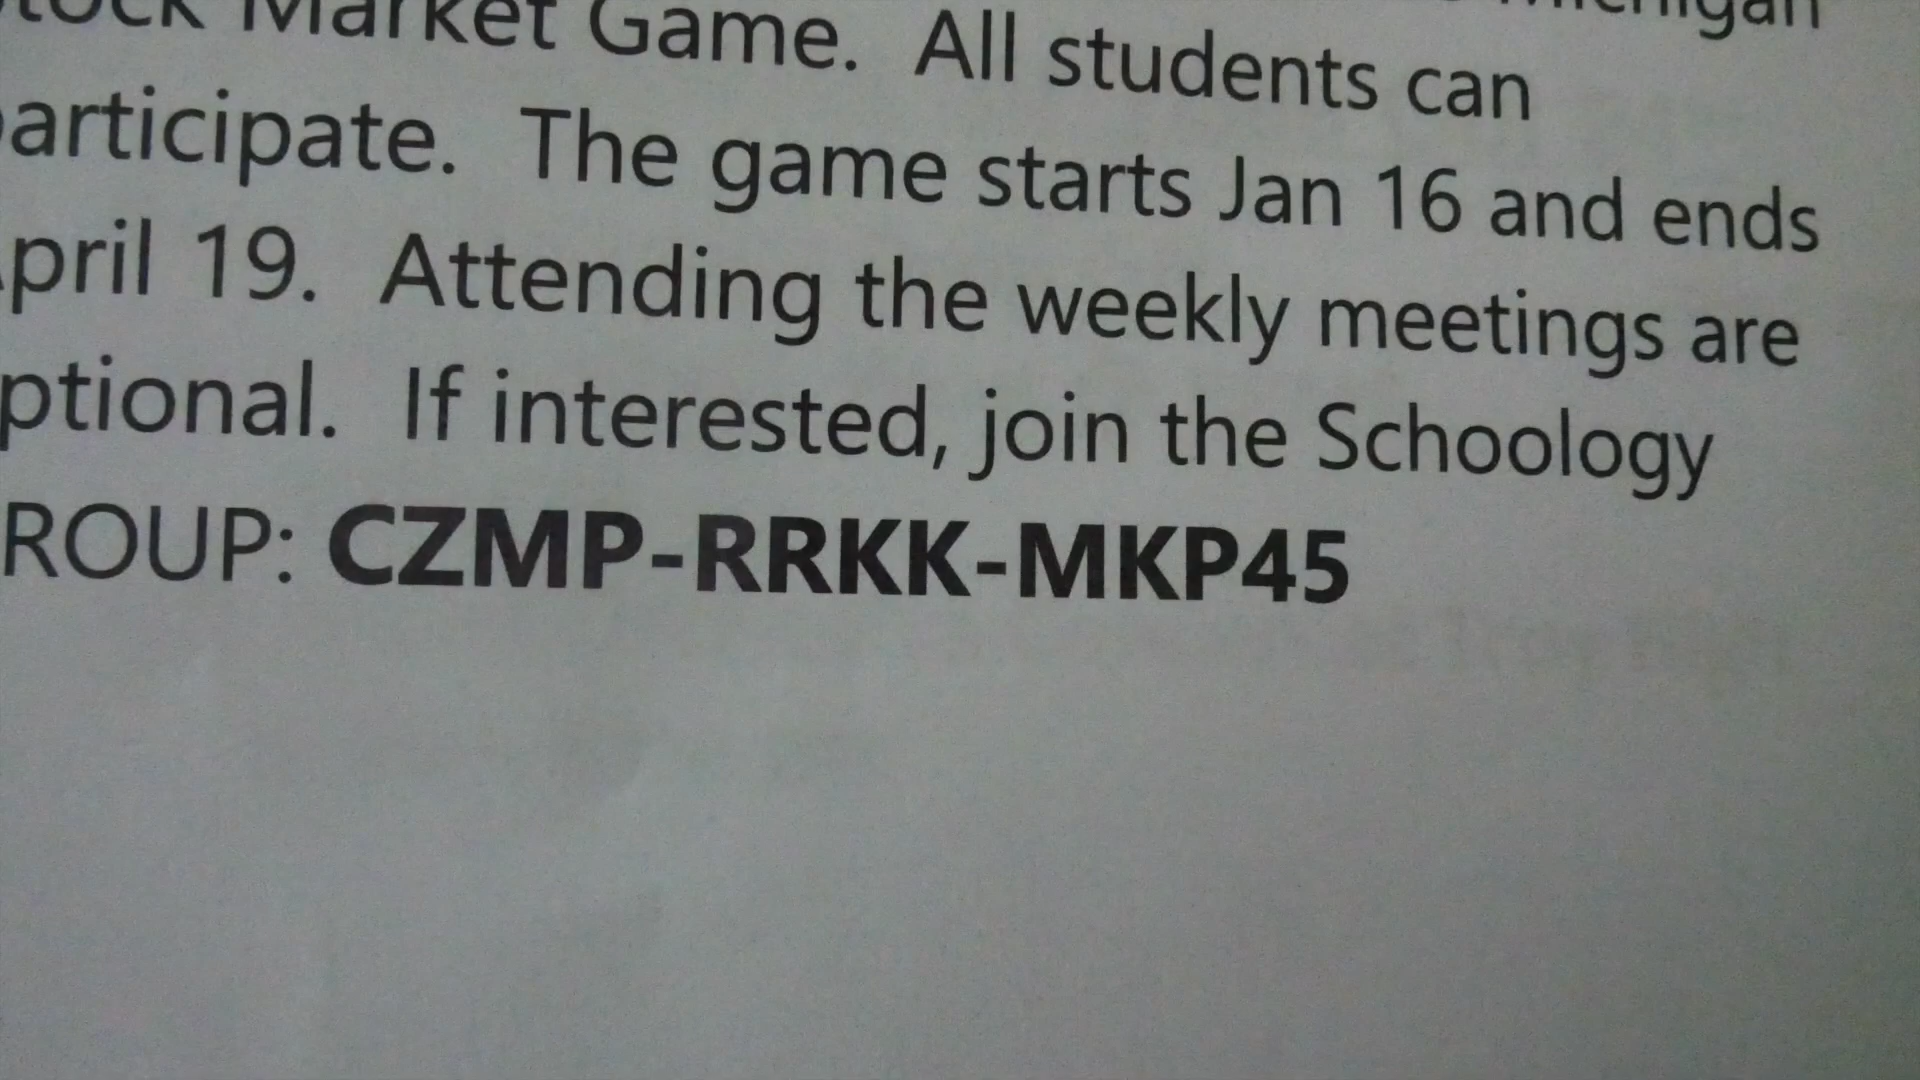 Market Game. All students can
articipate. The game starts Jan 16 and ends
pril 19. Attending the weekly meetings are
ptional. If interested, join the Schoology
ROUP: CZMP-RRKK-MKP45